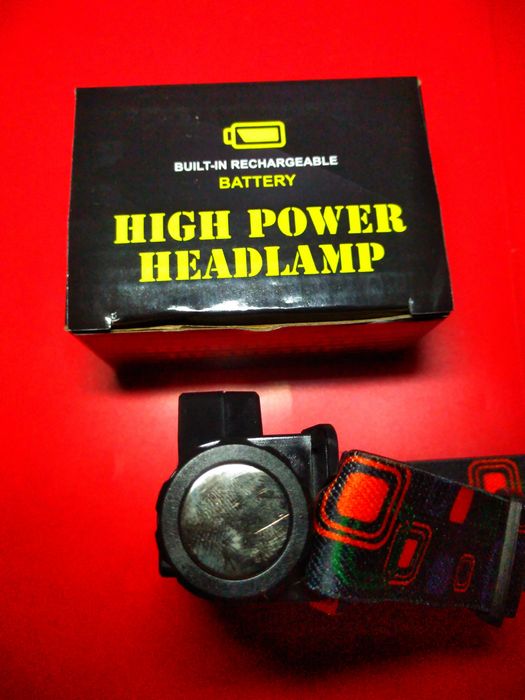 BUILT-IN RECHARGEABLE
BATTERY
HIGH POWER
HEADLAMP